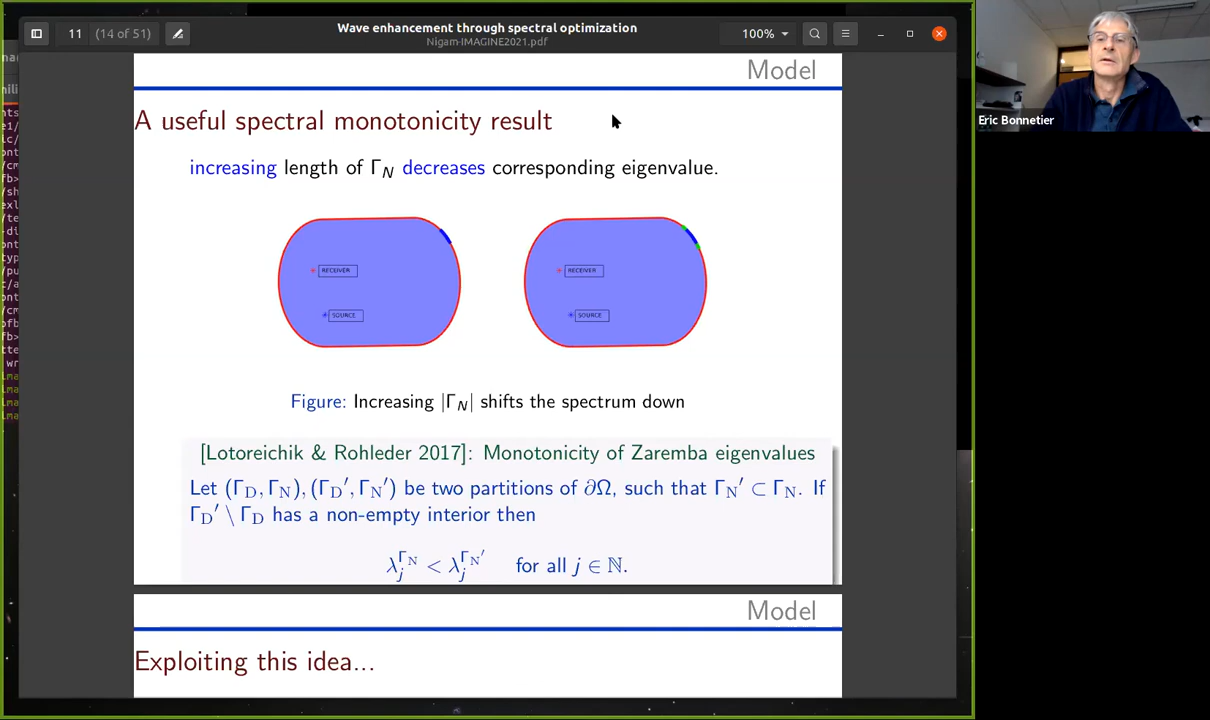 Wave enhancement through spectral optimization
Nigam-IMAGINE2021.pdf
11 (14 of 51)
100%
Model
A useful spectral monotonicity result
increasing length of Γ_N decreases corresponding eigenvalue.
RECEIVER
SOURCE
RECEIVER
SOURCE
Figure: Increasing |Γ_N| shifts the spectrum down
[Lotoreichik & Rohleder 2017]: Monotonicity of Zaremba eigenvalues
Let (Γ_D, Γ_N), (Γ_D′, Γ_N′) be two partitions of ∂Ω, such that Γ_N′ ⊂ Γ_N. If
Γ_D′ \ Γ_D has a non-empty interior then
λ_j^{Γ_N} < λ_j^{Γ_N′} for all j ∈ ℕ.
Model
Exploiting this idea...
Eric Bonnetier